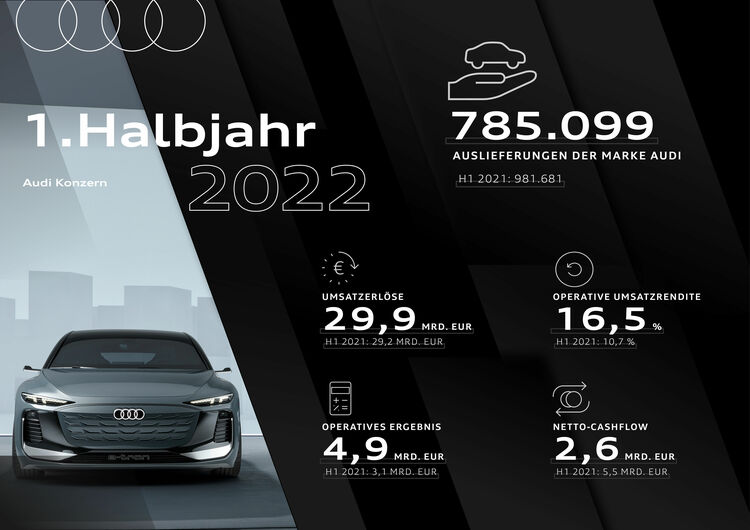 1.Halbjahr
2022
Audi Konzern
785.099
AUSLIEFERUNGEN DER MARKE AUDI
H1 2021: 981.681
UMSATZERLÖSE
29,9 MRD. EUR
H1 2021: 29,2 MRD. EUR
OPERATIVE UMSATZRENDITE
16,5 %
H1 2021: 10,7 %
OPERATIVES ERGEBNIS
4,9 MRD. EUR
H1 2021: 3,1 MRD. EUR
NETTO-CASHFLOW
2,6 MRD. EUR
H1 2021: 5,5 MRD. EUR
e-tron